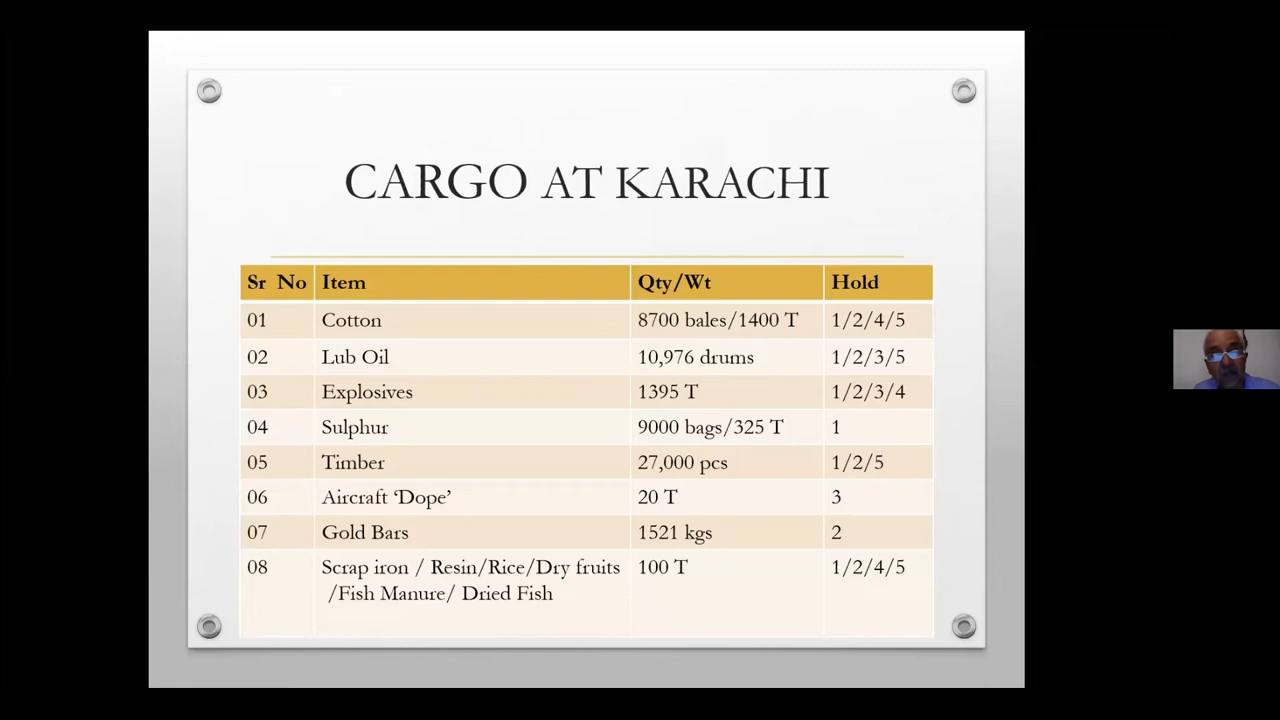 CARGO AT KARACHI
Sr No Item Qty/Wt Hold
01 Cotton 8700 bales/1400 T 1/2/4/5
02 Lub Oil 10,976 drums 1/2/3/5
03 Explosives 1395 T 1/2/3/4
04 Sulphur 9000 bags/325 T 1
05 Timber 27,000 pcs 1/2/5
06 Aircraft ‘Dope’ 20 T 3
07 Gold Bars 1521 kgs 2
08 Scrap iron / Resin/Rice/Dry fruits 100 T 1/2/4/5
/Fish Manure/ Dried Fish